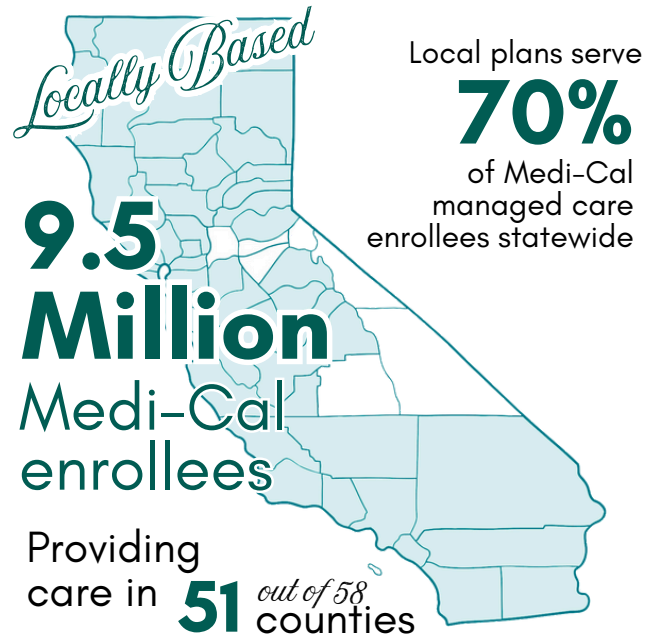 Locally Based
Local plans serve
70%
of Medi-Cal
managed care
enrollees statewide
9.5
Million
Medi-Cal
enrollees
Providing
care in 51 out of 58
counties